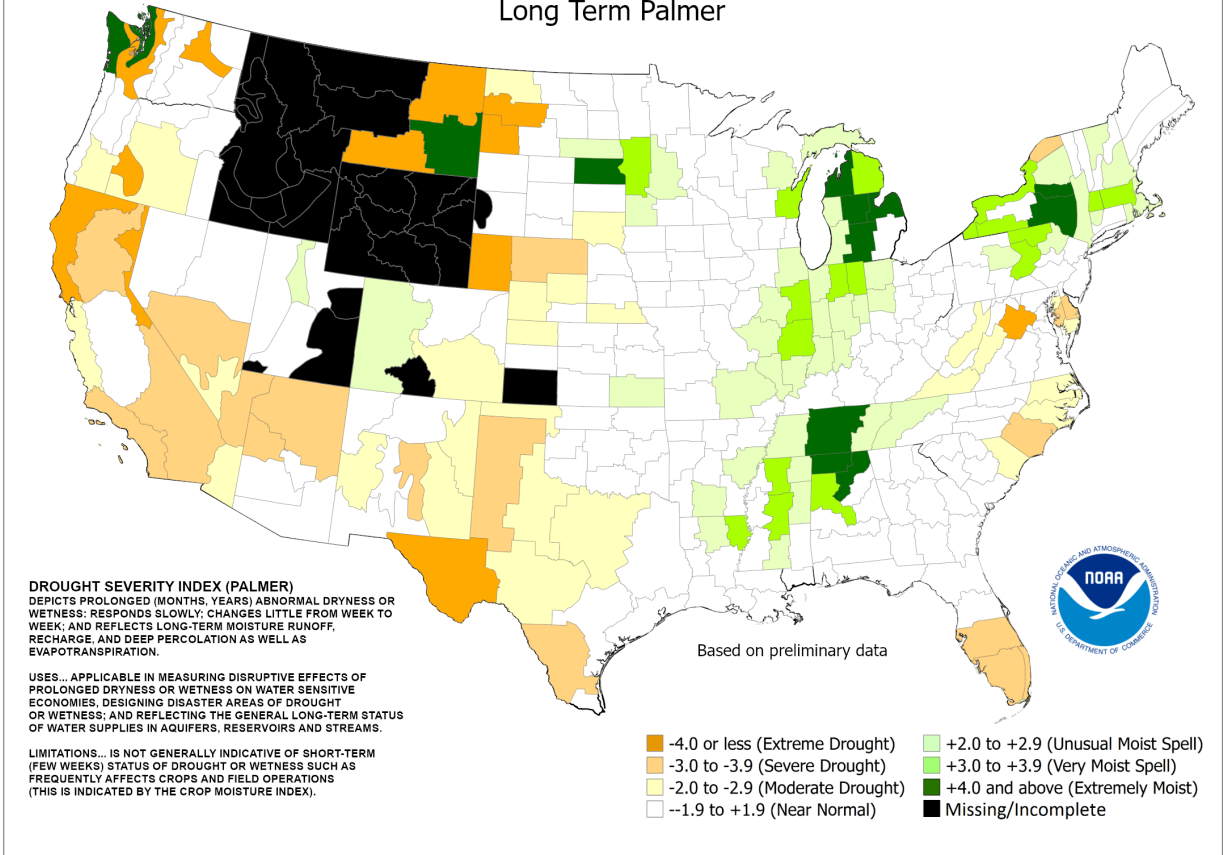 Long Term Palmer
DROUGHT SEVERITY INDEX (PALMER)
DEPICTS PROLONGED (MONTHS, YEARS) ABNORMAL DRYNESS OR
WETNESS: RESPONDS SLOWLY; CHANGES LITTLE FROM WEEK TO
WEEK; AND REFLECTS LONG-TERM MOISTURE RUNOFF,
RECHARGE, AND DEEP PERCOLATION AS WELL AS
EVAPOTRANSPIRATION.
USES... APPLICABLE IN MEASURING DISRUPTIVE EFFECTS OF
PROLONGED DRYNESS OR WETNESS ON WATER SENSITIVE
ECONOMIES, DESIGNING DISASTER AREAS OF DROUGHT
OR WETNESS; AND REFLECTING THE GENERAL LONG-TERM STATUS
OF WATER SUPPLIES IN AQUIFERS, RESERVOIRS AND STREAMS.
LIMITATIONS... IS NOT GENERALLY INDICATIVE OF SHORT-TERM
(FEW WEEKS) STATUS OF DROUGHT OR WETNESS SUCH AS
FREQUENTLY AFFECTS CROPS AND FIELD OPERATIONS
(THIS IS INDICATED BY THE CROP MOISTURE INDEX).
NATIONAL OCEANIC AND ATMOSPHERIC ADMINISTRATION
NOAA
U.S. DEPARTMENT OF COMMERCE
Based on preliminary data
-4.0 or less (Extreme Drought)
-3.0 to -3.9 (Severe Drought)
-2.0 to -2.9 (Moderate Drought)
--1.9 to +1.9 (Near Normal)
+2.0 to +2.9 (Unusual Moist Spell)
+3.0 to +3.9 (Very Moist Spell)
+4.0 and above (Extremely Moist)
Missing/Incomplete